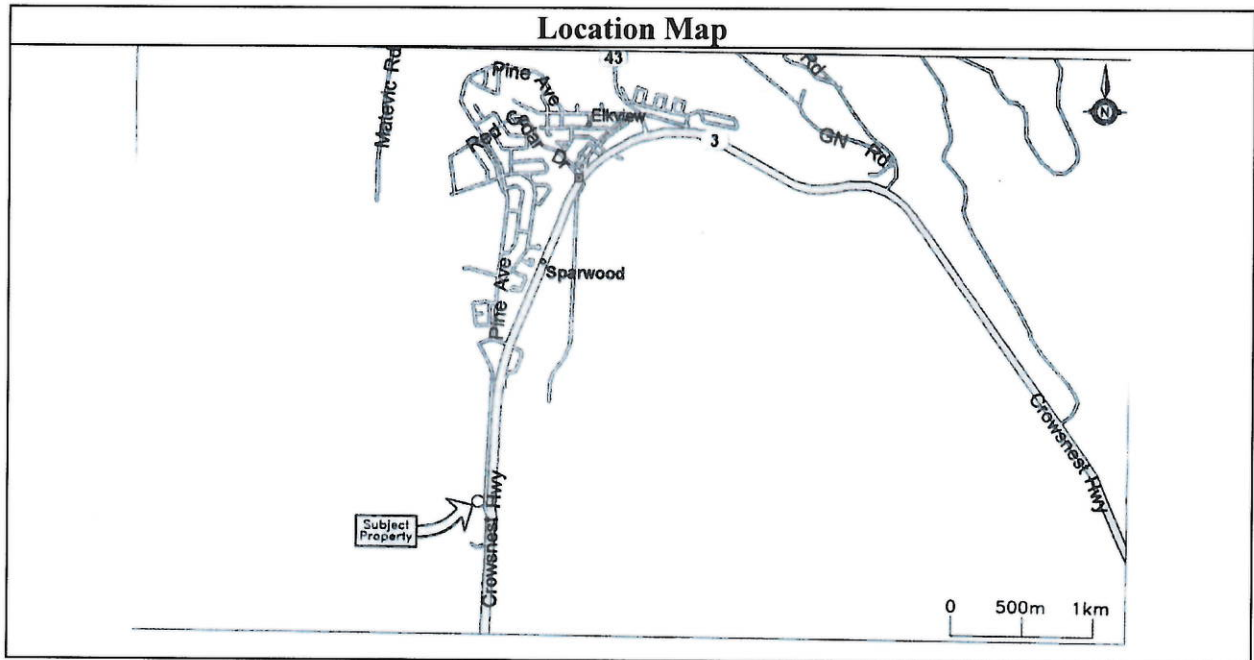 Location Map
Matevic Rd
Pine Ave
43
Rd
N
Elkview
Red
Cedar Dr
3
GN Rd
Sparwood
Pine Ave
Crowsnest Hwy
Crowsnest Hwy
Subject
Property
0 500m 1km